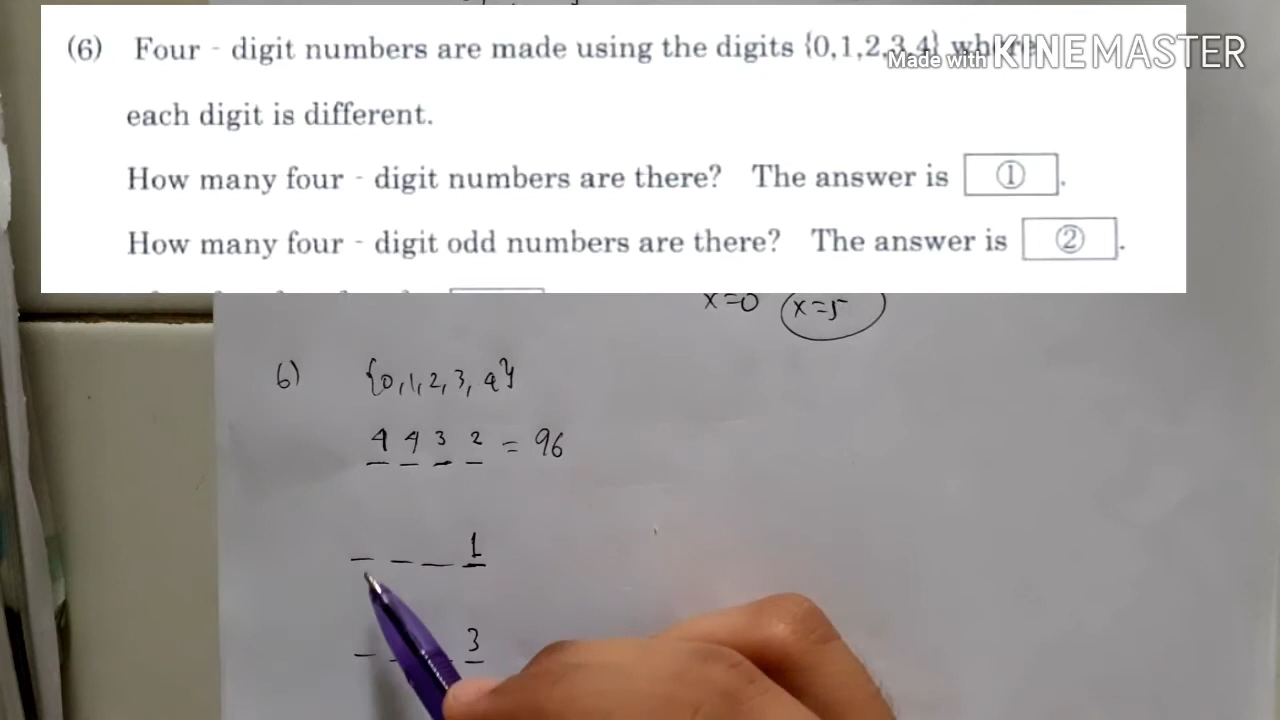 (6) Four - digit numbers are made using the digits {0,1,2,3,4} where
Made with KINEMASTER
each digit is different.
How many four - digit numbers are there? The answer is ①.
How many four - digit odd numbers are there? The answer is ②.
x=0 x=5
6) {0,1,2,3,4}
4 4 3 2 = 96
_ _ _ 1
_ _ _ 3